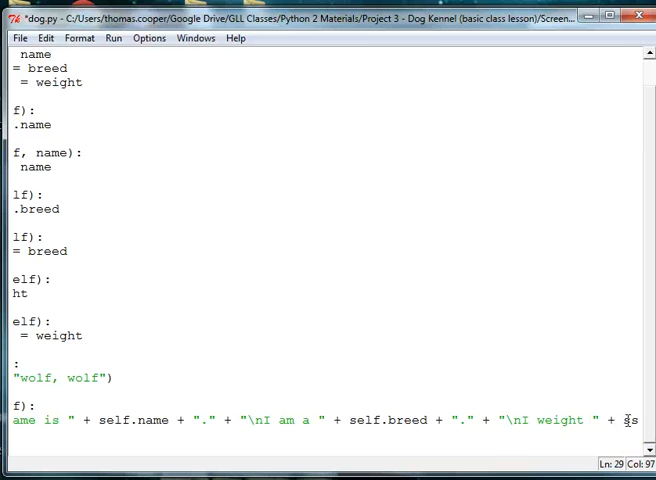 *dog.py - C:/Users/thomas.cooper/Google Drive/GLL Classes/Python 2 Materials/Project 3 - Dog Kennel (basic class lesson)/Screen...
File Edit Format Run Options Windows Help
name
= breed
= weight
f):
.name
f, name):
name
lf):
.breed
lf):
= breed
elf):
ht
elf):
= weight
:
"wolf, wolf")
f):
ame is " + self.name + "." + "\nI am a " + self.breed + "." + "\nI weight " + ss
Ln: 29 Col: 97